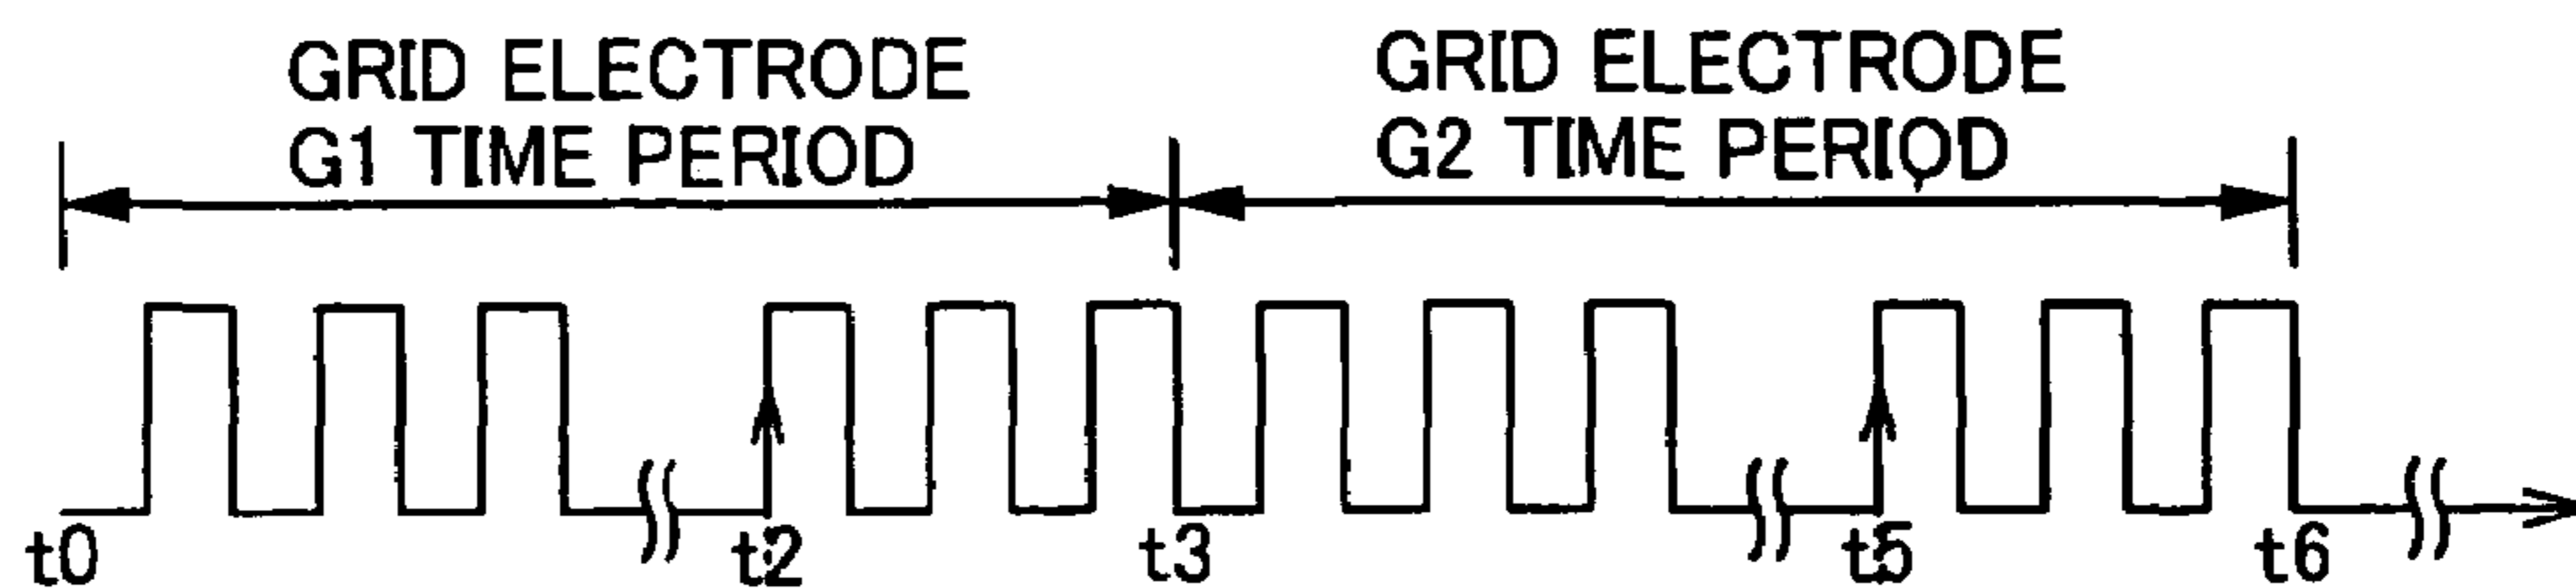 GRID ELECTRODE
G1 TIME PERIOD
GRID ELECTRODE
G2 TIME PERIOD
t0
t2
t3
t5
t6